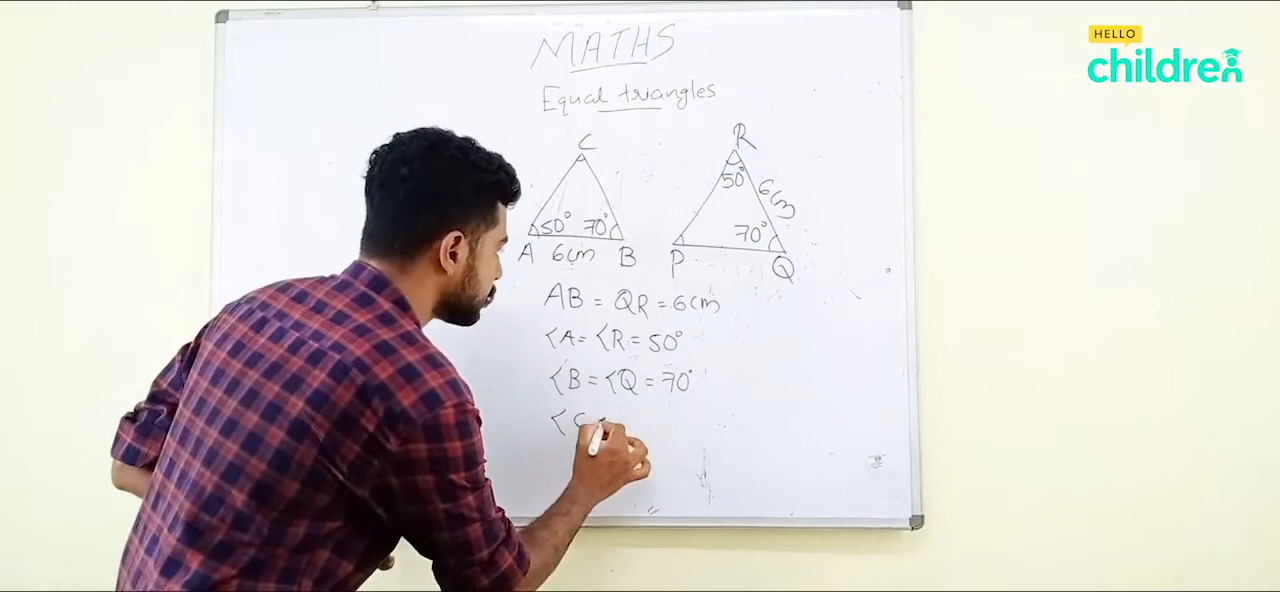 HELLO
children
MATHS
Equal triangles
C
R
50° 70°
50°
6cm
70°
A 6cm B
P
Q
AB = QR = 6cm
<A = <R = 50°
<B = <Q = 70°
<C